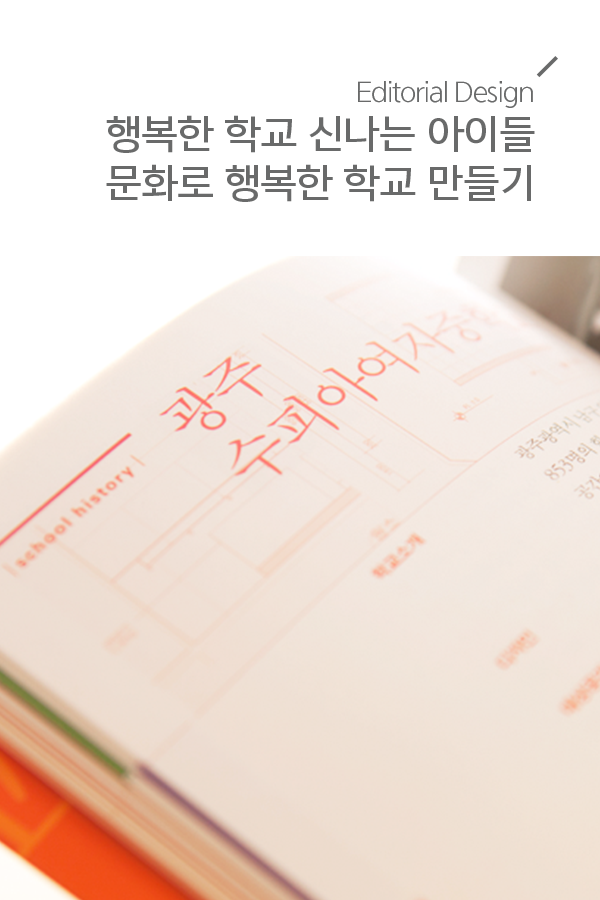 Editorial Design
행복한 학교 신나는 아이들
문화로 행복한 학교 만들기
광주
수피아여자중
| school history |
광주광역시 남구
853명의
공간
주소
학교소개